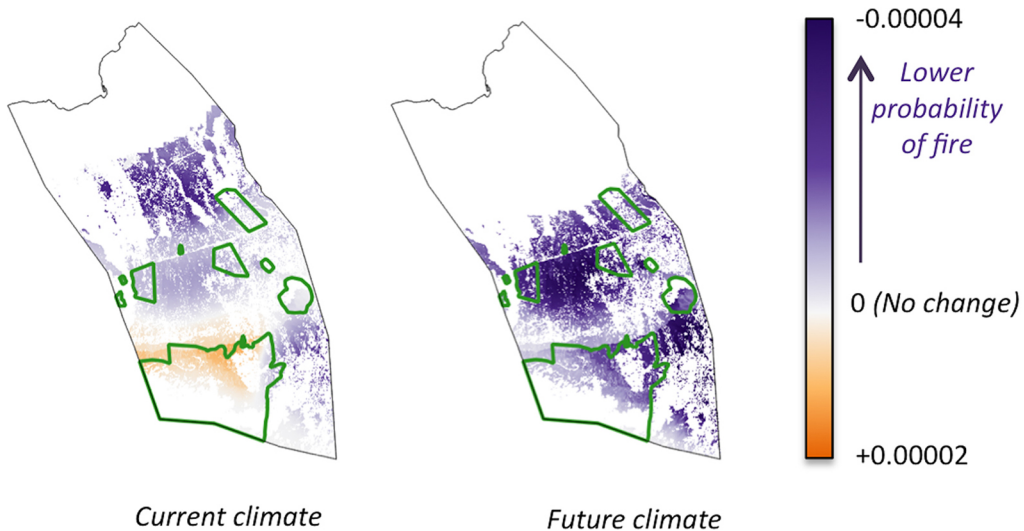 -0.00004
Lower
probability
of fire
0 (No change)
+0.00002
Current climate
Future climate